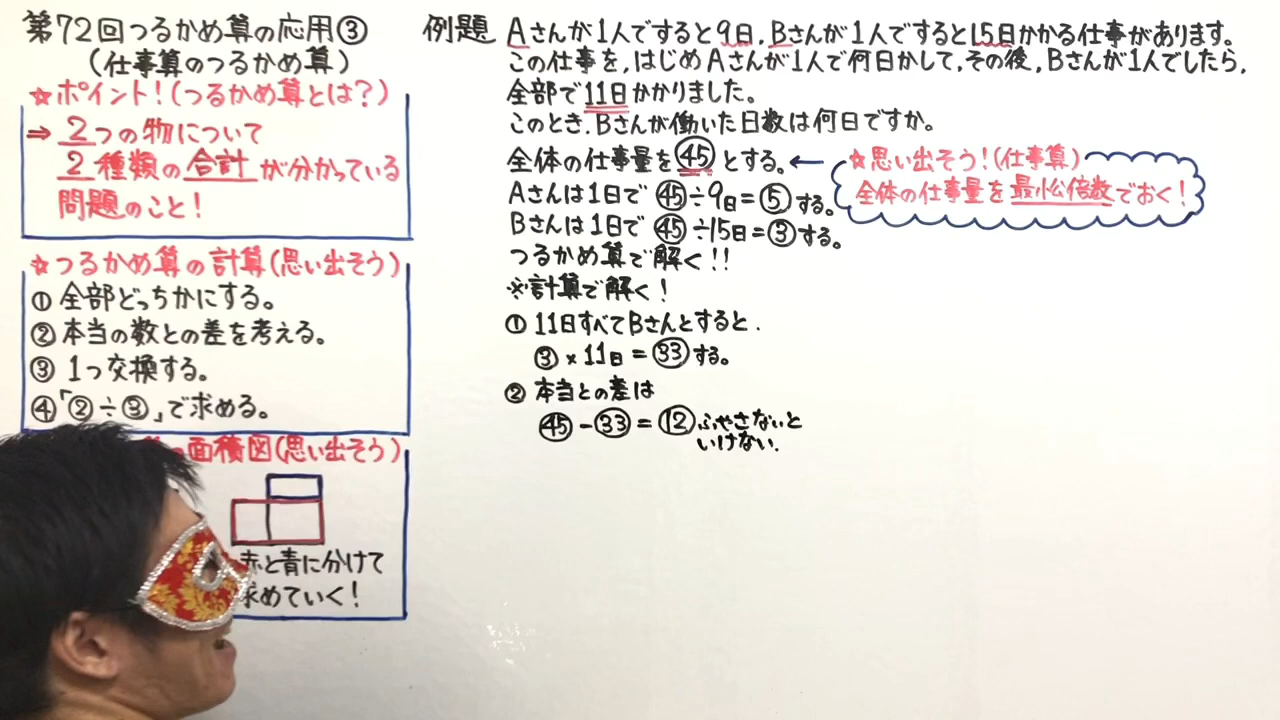 第72回つるかめ算の応用③
(仕事算のつるかめ算)
☆ポイント!(つるかめ算とは?)
⇒ 2つの物について
2種類の合計が分かっている
問題のこと!
☆つるかめ算の計算(思い出そう)
① 全部どっちかにする。
② 本当の数との差を考える。
③ 1つ交換する。
④「②÷③」で求める。
面積図(思い出そう)
赤と青に分けて
求めていく!
例題 Aさんが1人ですると9日、Bさんが1人ですると15日かかる仕事があります。
この仕事を、はじめAさんが1人で何日かして、その後、Bさんが1人でしたら、
全部で11日かかりました。
このとき、Bさんが働いた日数は何日ですか。
全体の仕事量を㊺とする。←
☆思い出そう!(仕事算)
全体の仕事量を最小公倍数でおく!
Aさんは1日で ㊺÷9日=⑤する。
Bさんは1日で ㊺÷15日=③する。
つるかめ算で解く!!
※計算で解く!
① 11日すべてBさんとすると、
③×11日=㉝する。
② 本当との差は
㊺-㉝=⑫ふやさないと
いけない。